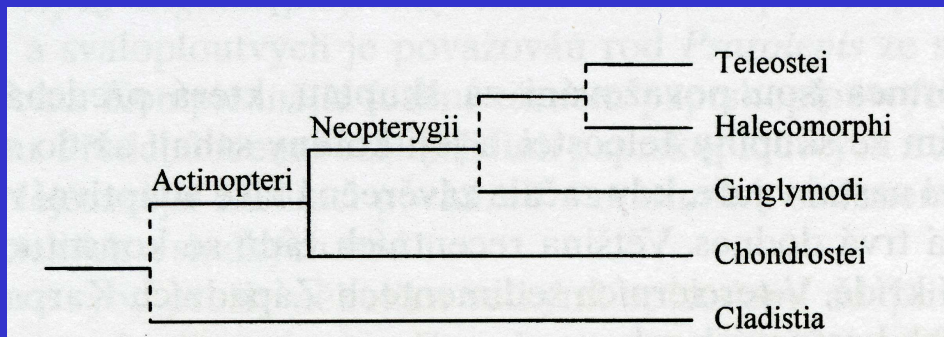 Teleostei
Neopterygii
Halecomorphi
Actinopteri
Ginglymodi
Chondrostei
Cladistia